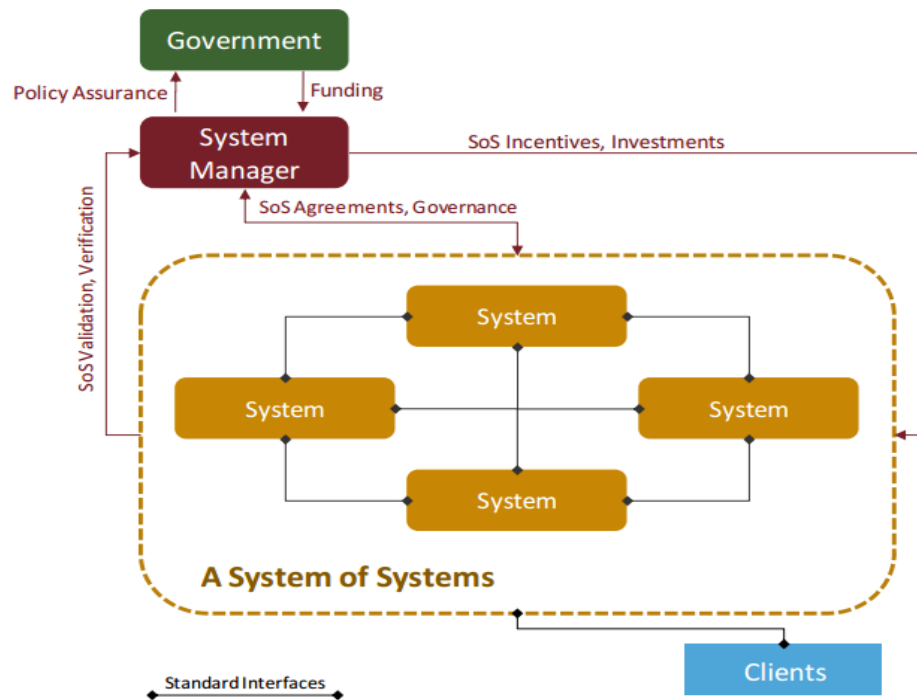 Government
Policy Assurance
Funding
System
Manager
SoS Incentives, Investments
SoS Agreements, Governance
SoS Validation, Verification
System
System
System
System
A System of Systems
Standard Interfaces
Clients